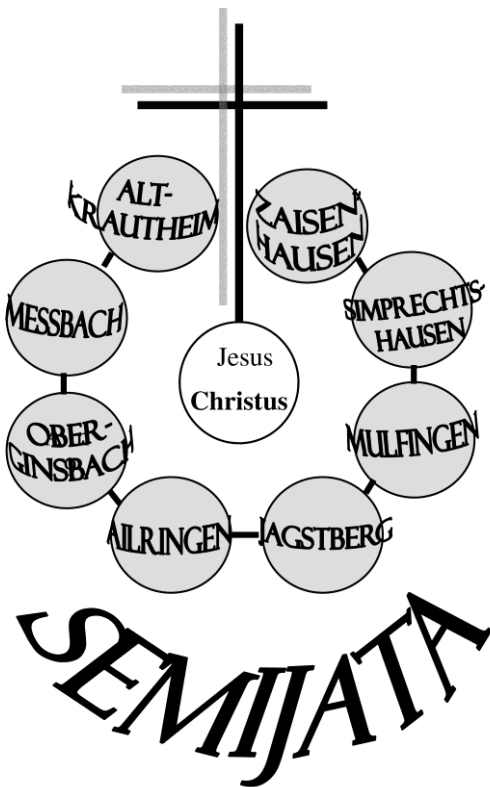 ALT-
KRAUTHEIM
ZAISEN-
HAUSEN
MESSBACH
SIMPRECHTS-
HAUSEN
Jesus
Christus
OBER-
GINSBACH
MULFINGEN
AILRINGEN
JAGSTBERG
SEMIJATA